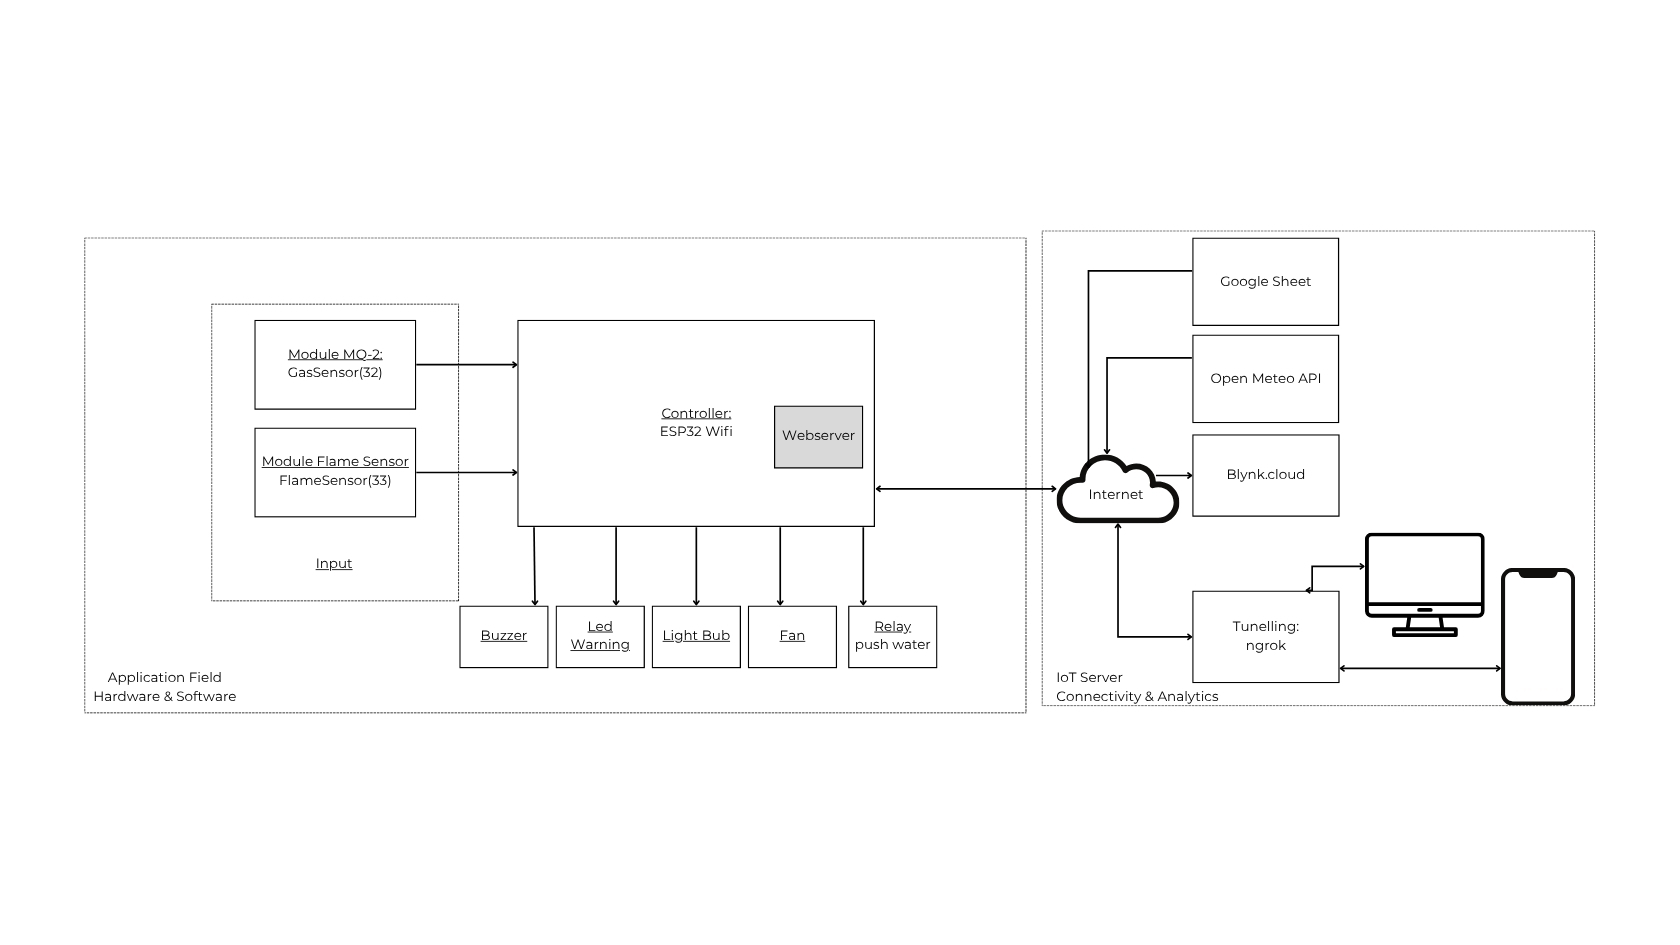 Module MQ-2:
GasSensor(32)
Module Flame Sensor
FlameSensor(33)
Input
Controller:
ESP32 Wifi
Webserver
Buzzer
Led
Warning
Light Bub
Fan
Relay
push water
Application Field
Hardware & Software
Google Sheet
Open Meteo API
Blynk.cloud
Internet
Tunelling:
ngrok
IoT Server
Connectivity & Analytics